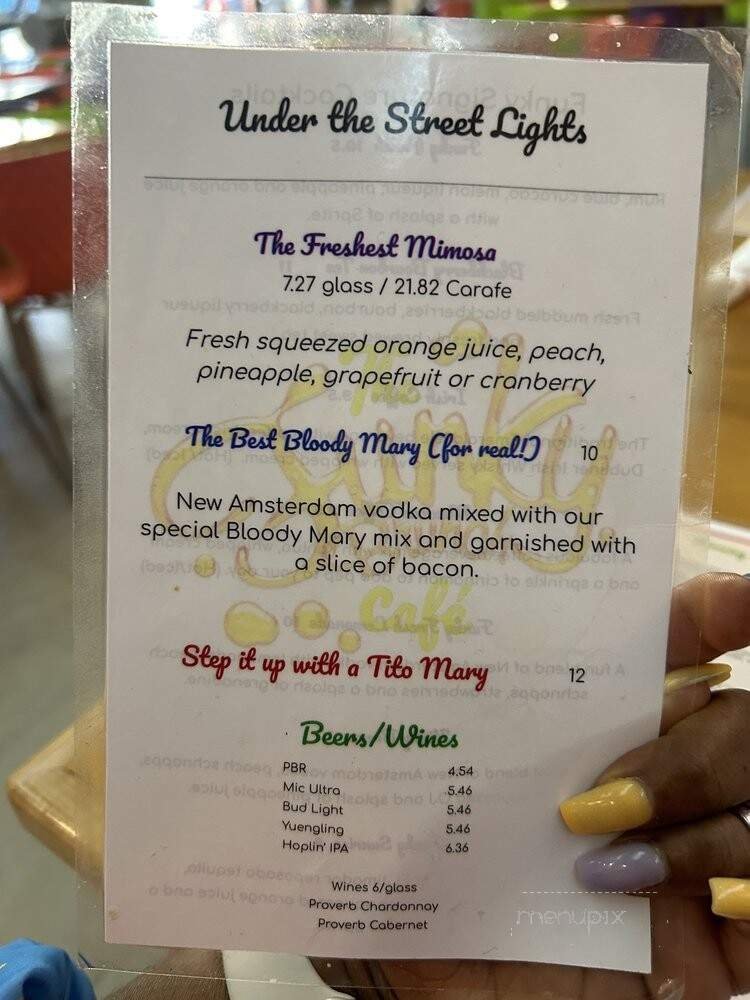 Under the Street Lights
The Freshest Mimosa
7.27 glass / 21.82 Carafe
Fresh squeezed orange juice, peach,
pineapple, grapefruit or cranberry
The Best Bloody Mary (for real!) 10
New Amsterdam vodka mixed with our
special Bloody Mary mix and garnished with
a slice of bacon.
Step it up with a Tito Mary 12
Beers/Wines
PBR 4.54
Mic Ultra 5.46
Bud Light 5.46
Yuengling 5.46
Hoplin' IPA 6.36
Wines 6/glass
Proverb Chardonnay
Proverb Cabernet
The
Funky
Café
menupix